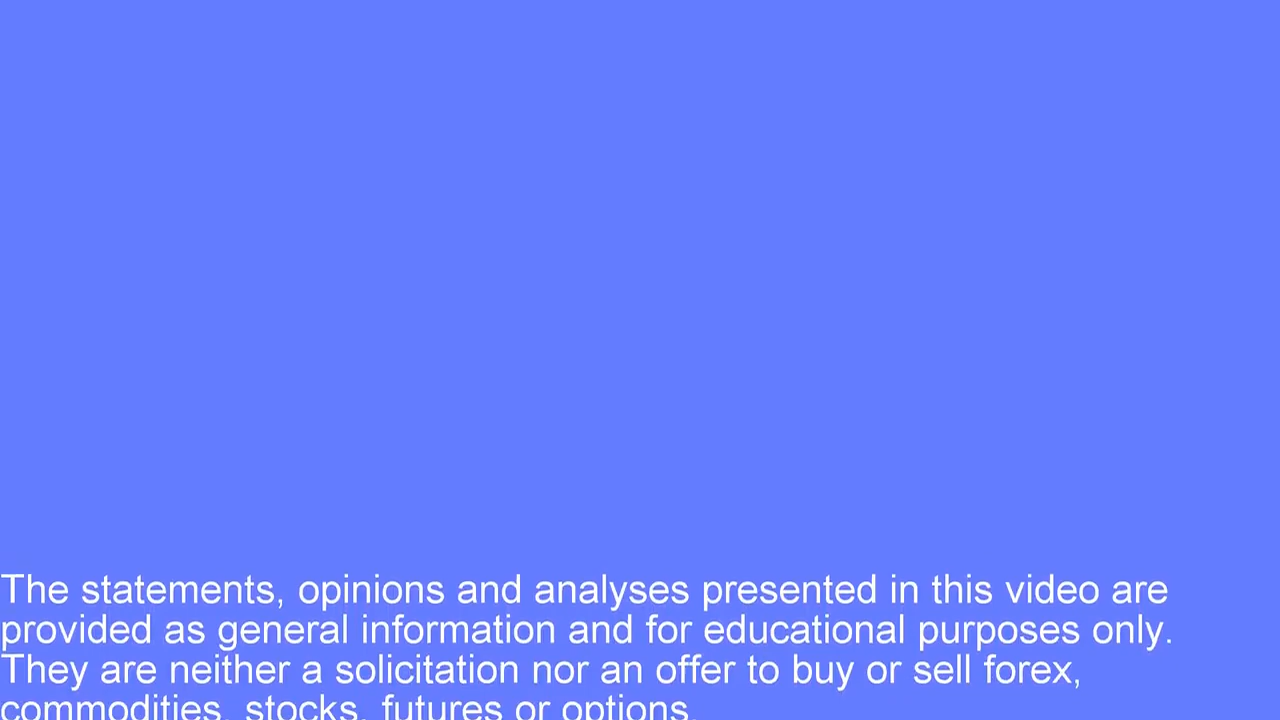 The statements, opinions and analyses presented in this video are
provided as general information and for educational purposes only.
They are neither a solicitation nor an offer to buy or sell forex,
commodities, stocks, futures or options.